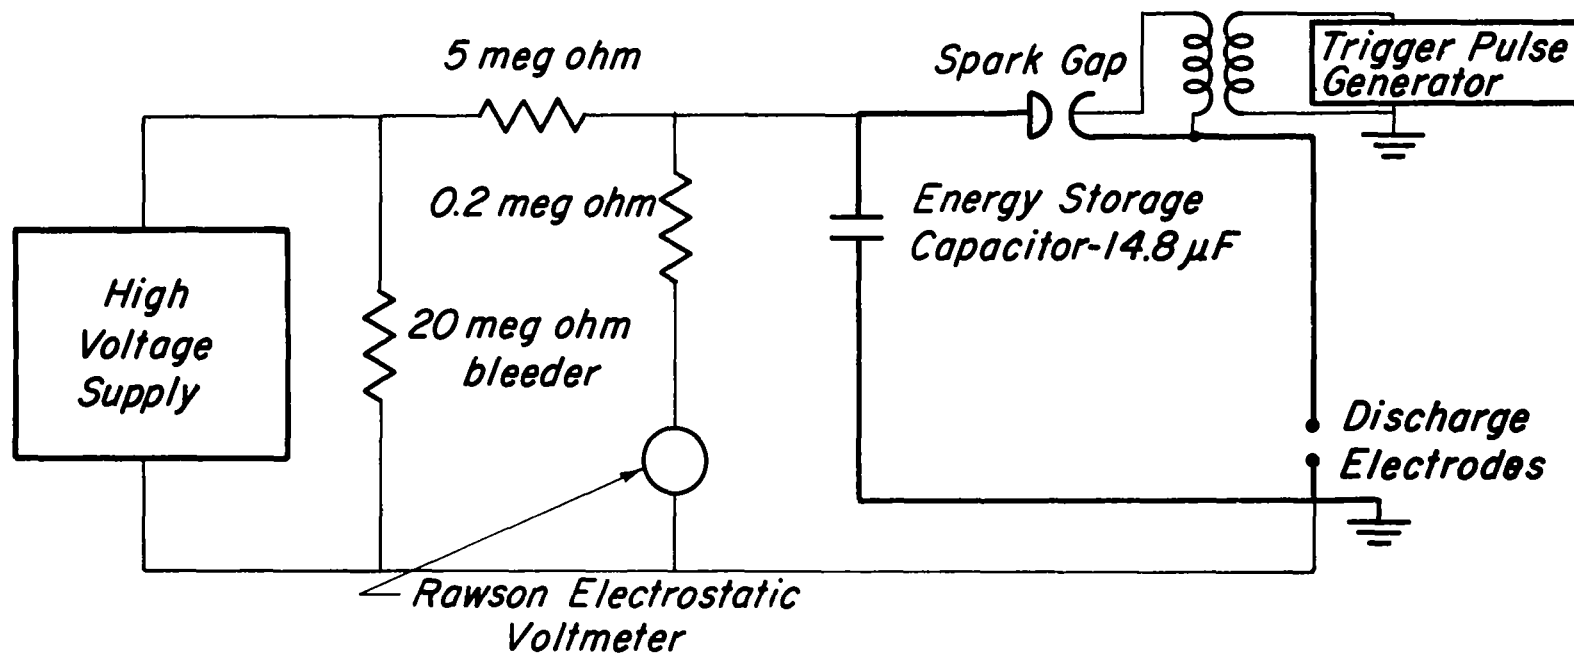 5 meg ohm
Spark Gap
Trigger Pulse
Generator
0.2 meg ohm
Energy Storage
Capacitor-14.8 μF
High
Voltage
Supply
20 meg ohm
bleeder
Discharge
Electrodes
Rawson Electrostatic
Voltmeter